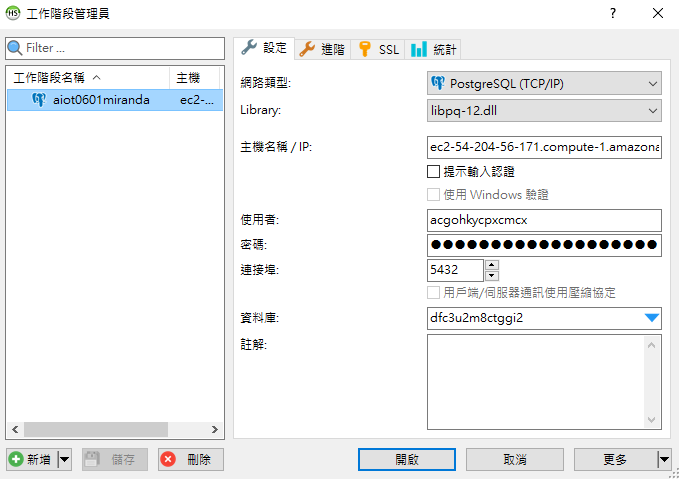 HS 工作階段管理員
Filter ...
工作階段名稱 主機
aiot0601miranda ec2-...
新增 儲存 刪除
設定 進階 SSL 統計
網路類型: PostgreSQL (TCP/IP)
Library: libpq-12.dll
主機名稱 / IP: ec2-54-204-56-171.compute-1.amazona
提示輸入認證
使用 Windows 驗證
使用者: acgohkycpxcmcx
密碼: ●●●●●●●●●●●●●●●●●●●
連接埠: 5432
用戶端/伺服器通訊使用壓縮協定
資料庫: dfc3u2m8ctggi2
註解:
開啟 取消 更多